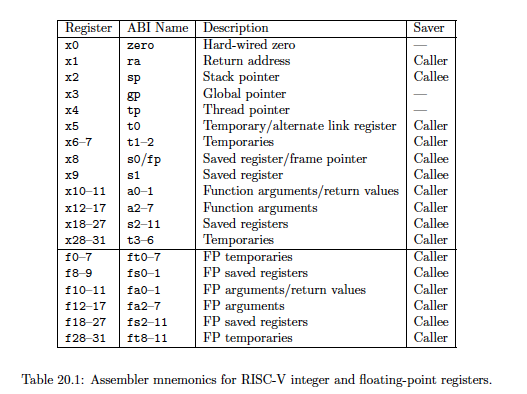 Register ABI Name Description Saver
x0 zero Hard-wired zero —
x1 ra Return address Caller
x2 sp Stack pointer Callee
x3 gp Global pointer —
x4 tp Thread pointer —
x5 t0 Temporary/alternate link register Caller
x6–7 t1–2 Temporaries Caller
x8 s0/fp Saved register/frame pointer Callee
x9 s1 Saved register Callee
x10–11 a0–1 Function arguments/return values Caller
x12–17 a2–7 Function arguments Caller
x18–27 s2–11 Saved registers Callee
x28–31 t3–6 Temporaries Caller
f0–7 ft0–7 FP temporaries Caller
f8–9 fs0–1 FP saved registers Callee
f10–11 fa0–1 FP arguments/return values Caller
f12–17 fa2–7 FP arguments Caller
f18–27 fs2–11 FP saved registers Callee
f28–31 ft8–11 FP temporaries Caller
Table 20.1: Assembler mnemonics for RISC-V integer and floating-point registers.